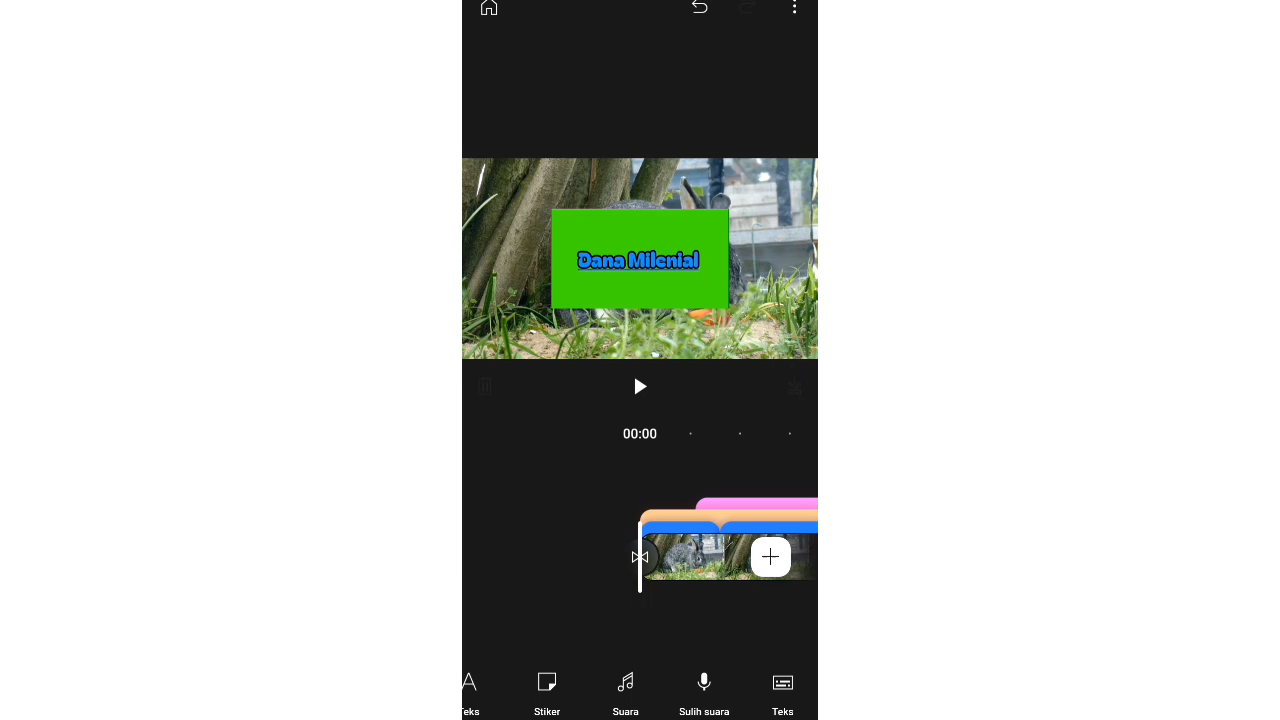 Dana Milenial
00:00
Teks
Stiker
Suara
Sulih suara
Teks